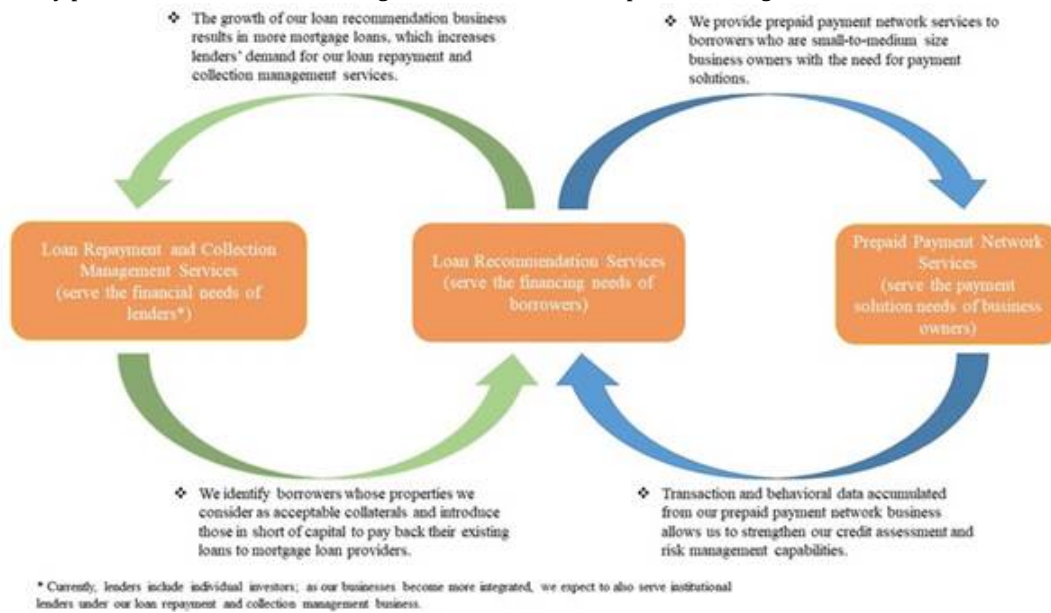 ❖ The growth of our loan recommendation business
results in more mortgage loans, which increases
lenders' demand for our loan repayment and
collection management services.
❖ We provide prepaid payment network services to
borrowers who are small-to-medium size
business owners with the need for payment
solutions.
Loan Repayment and Collection
Management Services
(serve the financial needs of
lenders*)
Loan Recommendation Services
(serve the financing needs of
borrowers)
Prepaid Payment Network
Services
(serve the payment
solution needs of business
owners)
❖ We identify borrowers whose properties we
consider as acceptable collaterals and introduce
those in short of capital to pay back their existing
loans to mortgage loan providers.
❖ Transaction and behavioral data accumulated
from our prepaid payment network business
allows us to strengthen our credit assessment and
risk management capabilities.
* Currently, lenders include individual investors; as our businesses become more integrated, we expect to also serve institutional
lenders under our loan repayment and collection management business.